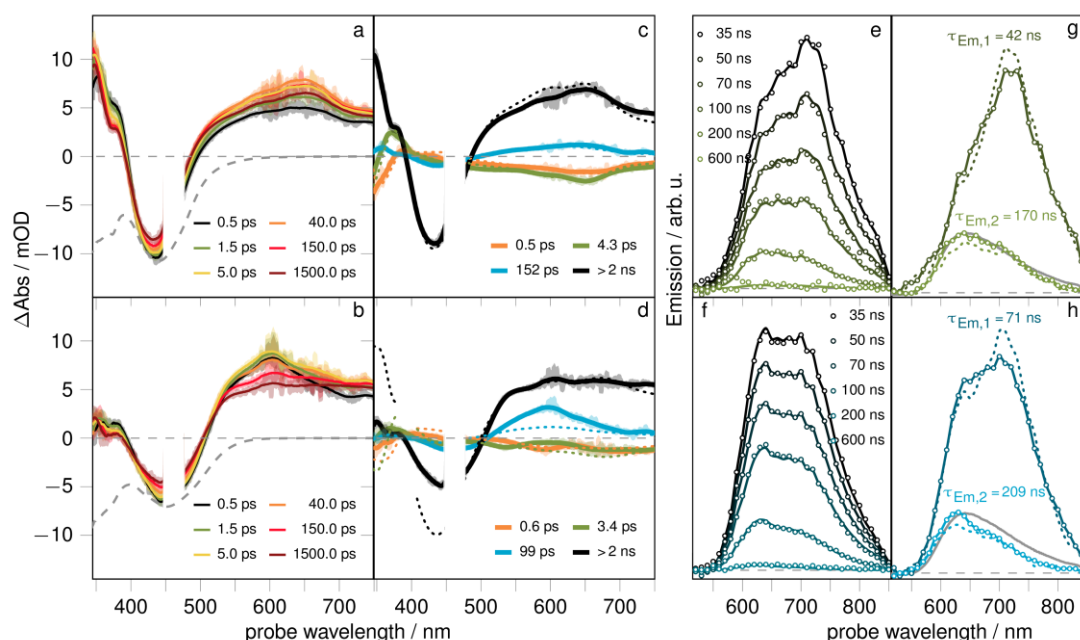 a
c
e
g
10
5
0
−5
−10
ΔAbs / mOD
0.5 ps
40.0 ps
1.5 ps
150.0 ps
5.0 ps
1500.0 ps
0.5 ps
4.3 ps
152 ps
> 2 ns
35 ns
50 ns
70 ns
100 ns
200 ns
600 ns
Emission / arb. u.
τEm,1 = 42 ns
τEm,2 = 170 ns
b
d
f
h
10
5
0
−5
−10
0.5 ps
40.0 ps
1.5 ps
150.0 ps
5.0 ps
1500.0 ps
0.6 ps
3.4 ps
99 ps
> 2 ns
35 ns
50 ns
70 ns
100 ns
200 ns
600 ns
τEm,1 = 71 ns
τEm,2 = 209 ns
400 500 600 700 400 500 600 700 600 700 800 600 700 800
probe wavelength / nm probe wavelength / nm